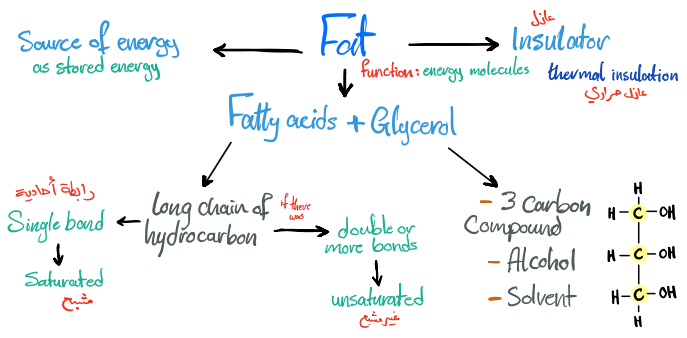 Fat
Source of energy
as stored energy
function: energy molecules
عازل
Insulator
thermal insulation
عازل حراري
Fatty acids + Glycerol
رابطة أحادية
Single bond
Saturated
مشبع
long chain of
hydrocarbon
if there
was
double or
more bonds
unsaturated
غير مشبع
- 3 Carbon
Compound
- Alcohol
- Solvent
H
H-C-OH
H-C-OH
H-C-OH
H